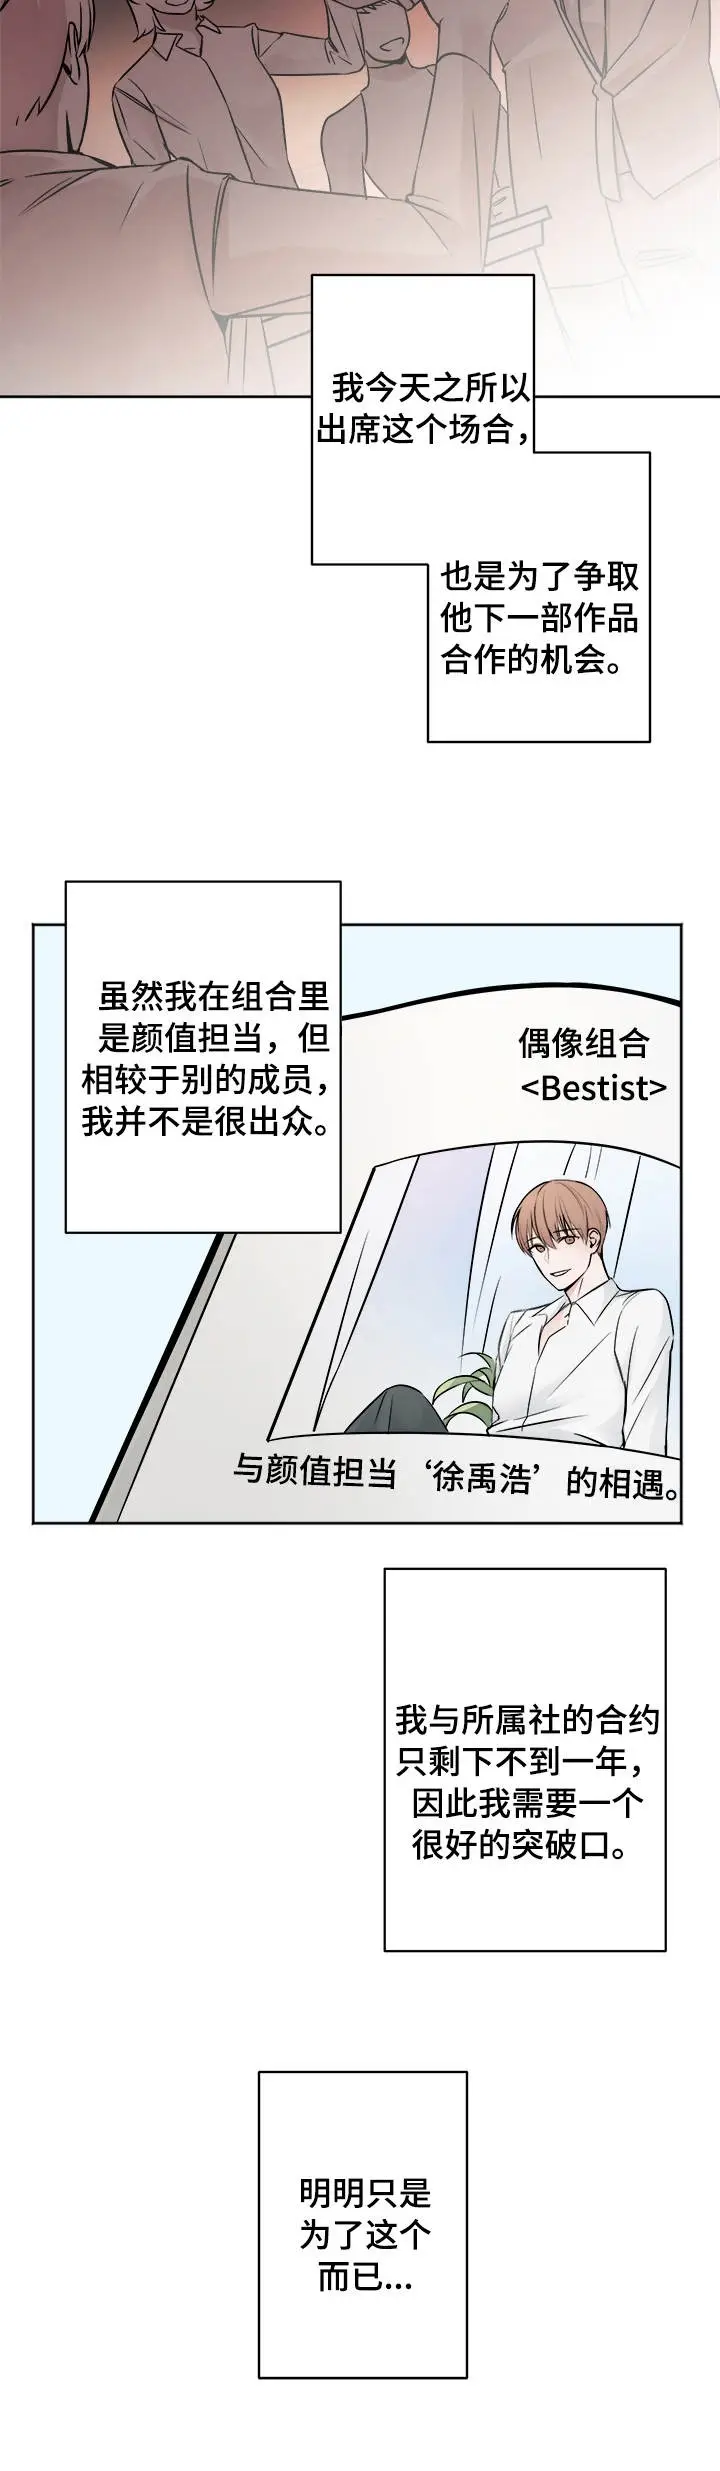 我今天之所以
出席这个场合，
也是为了争取
他下一部作品
合作的机会。
虽然我在组合里
是颜值担当，但
相较于别的成员，
我并不是很出众。
偶像组合
<Bestist>
与颜值担当‘徐禹浩’的相遇。
我与所属社的合约
只剩下不到一年，
因此我需要一个
很好的突破口。
明明只是
为了这个
而已...